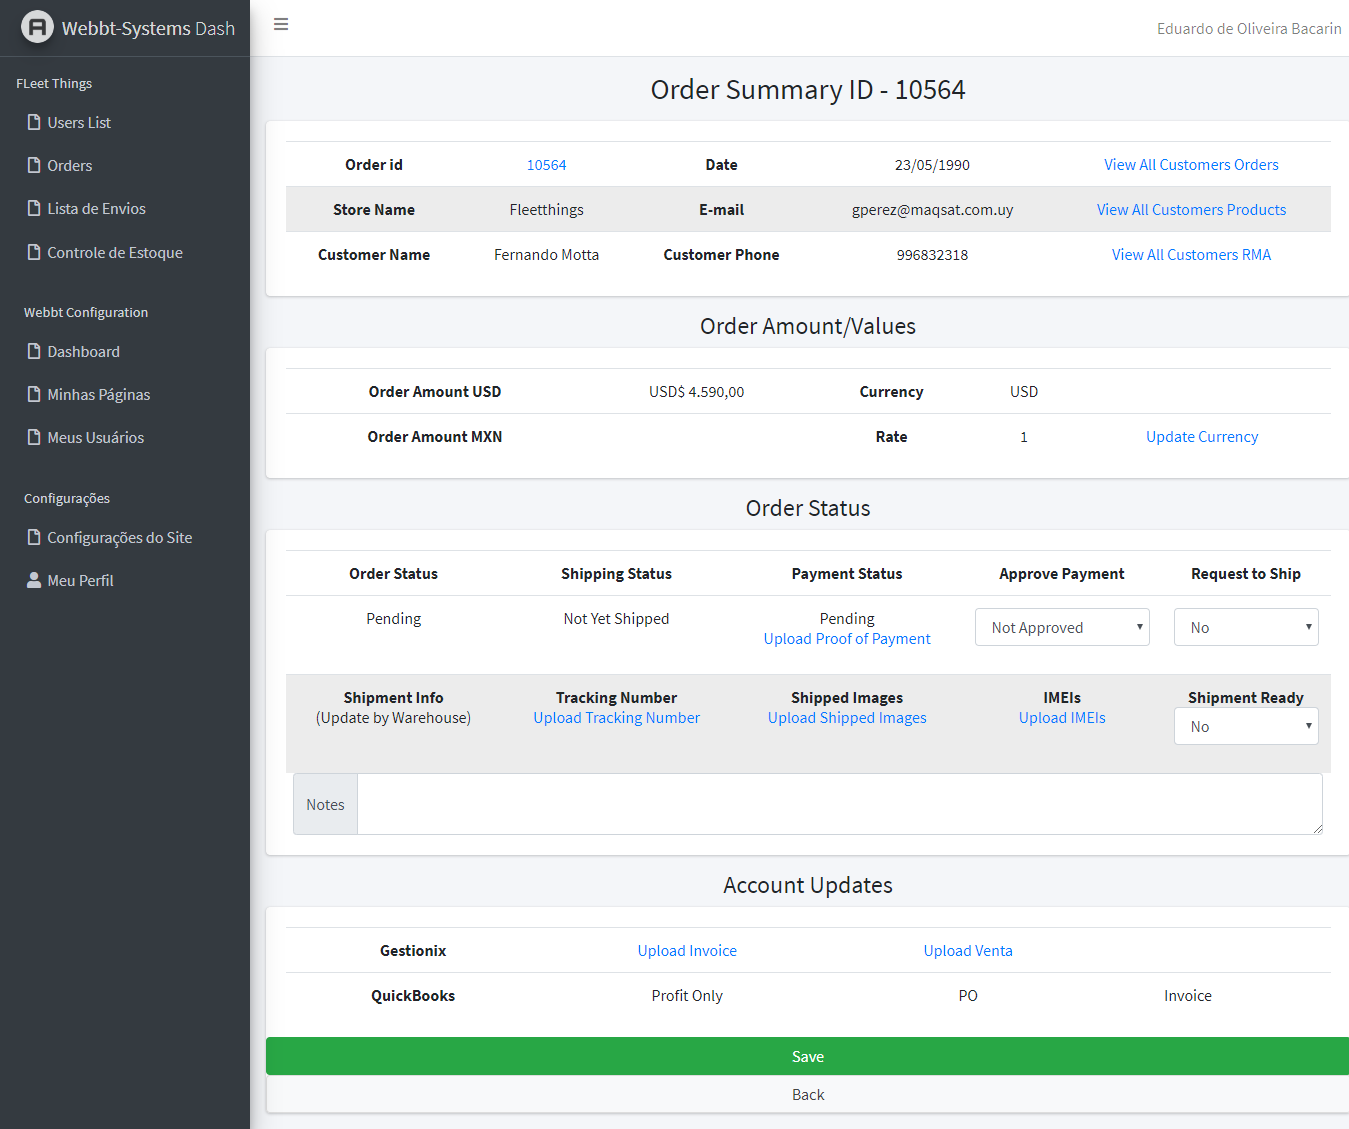 Webbt-Systems Dash
Eduardo de Oliveira Bacarin
FLeet Things
Users List
Orders
Lista de Envios
Controle de Estoque
Webbt Configuration
Dashboard
Minhas Páginas
Meus Usuários
Configurações
Configurações do Site
Meu Perfil
Order Summary ID - 10564
Order id 10564 Date 23/05/1990 View All Customers Orders
Store Name Fleetthings E-mail gperez@maqsat.com.uy View All Customers Products
Customer Name Fernando Motta Customer Phone 996832318 View All Customers RMA
Order Amount/Values
Order Amount USD USD$ 4.590,00 Currency USD
Order Amount MXN Rate 1 Update Currency
Order Status
Order Status Shipping Status Payment Status Approve Payment Request to Ship
Pending Not Yet Shipped Pending Not Approved No
Upload Proof of Payment
Shipment Info Tracking Number Shipped Images IMEIs Shipment Ready
(Update by Warehouse) Upload Tracking Number Upload Shipped Images Upload IMEIs No
Notes
Account Updates
Gestionix Upload Invoice Upload Venta
QuickBooks Profit Only PO Invoice
Save
Back